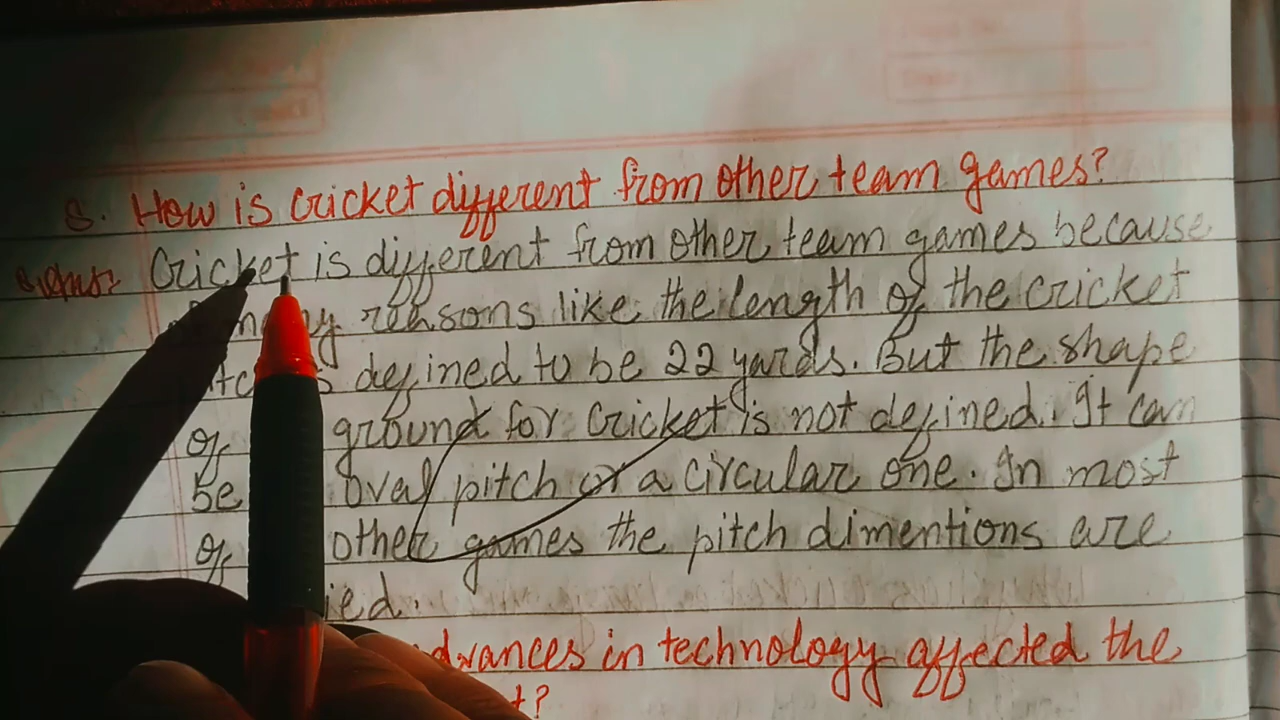 8. How is cricket different from other team games?
8. Ans: Cricket is different from other team games because
reasons like the length of the cricket
defined to be 22 yards. But the shape
of ground for cricket is not defined. It can
be oval pitch or a circular one. In most
of other games the pitch dimentions are
advances in technology affected the